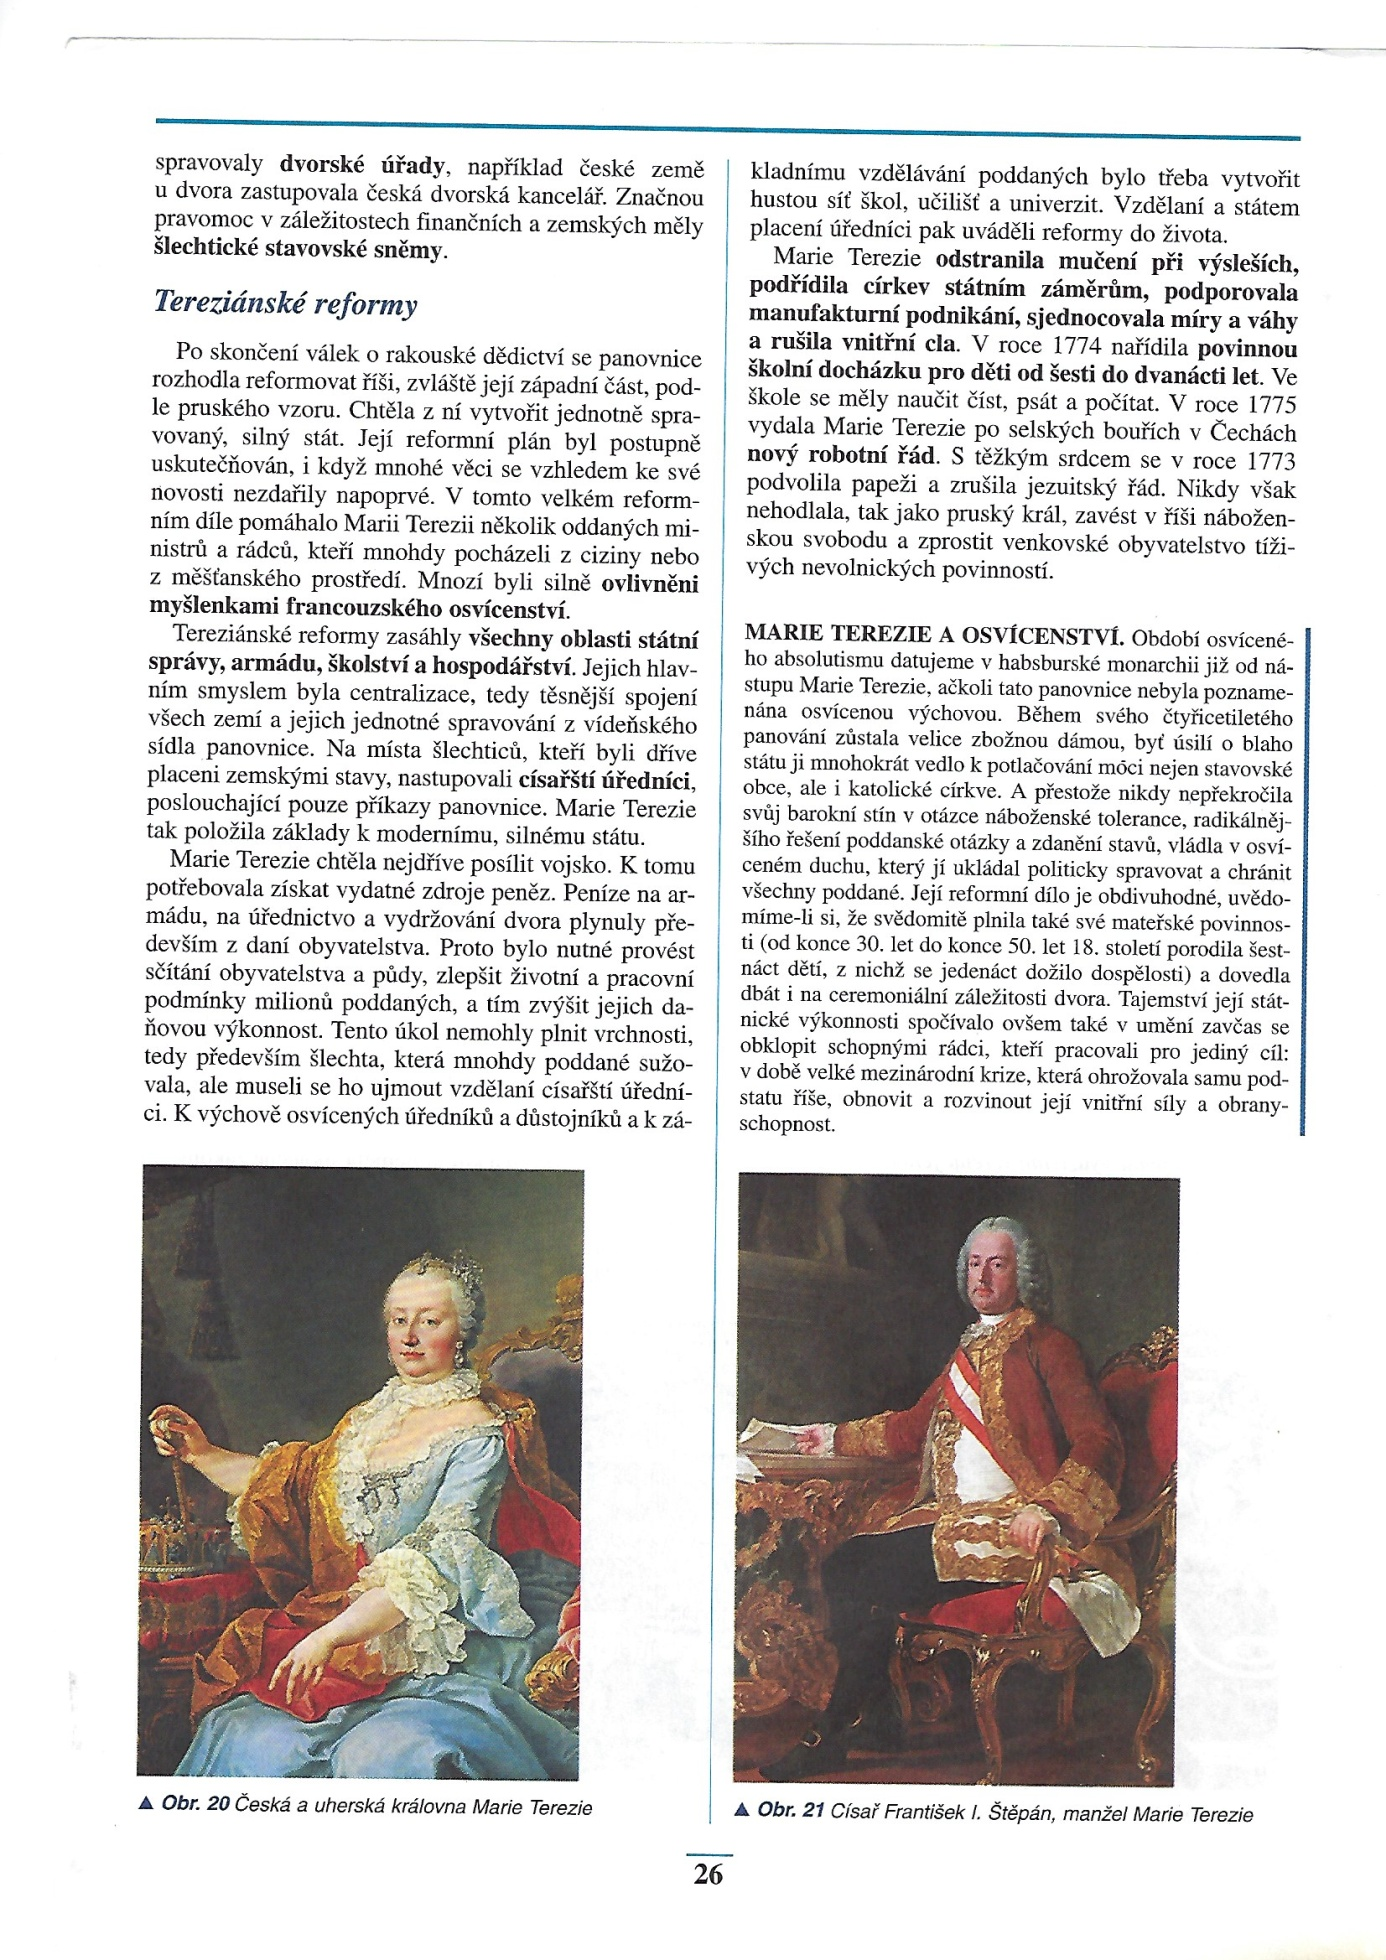 spravovaly dvorské úřady, například české země
u dvora zastupovala česká dvorská kancelář. Značnou
pravomoc v záležitostech finančních a zemských měly
šlechtické stavovské sněmy.
Tereziánské reformy
Po skončení válek o rakouské dědictví se panovnice
rozhodla reformovat říši, zvláště její západní část, pod-
le pruského vzoru. Chtěla z ní vytvořit jednotně spra-
vovaný, silný stát. Její reformní plán byl postupně
uskutečňován, i když mnohé věci se vzhledem ke své
novosti nezdařily napoprvé. V tomto velkém reform-
ním díle pomáhalo Marii Terezii několik oddaných mi-
nistrů a rádců, kteří mnohdy pocházeli z ciziny nebo
z měšťanského prostředí. Mnozí byli silně ovlivněni
myšlenkami francouzského osvícenství.
Tereziánské reformy zasáhly všechny oblasti státní
správy, armádu, školství a hospodářství. Jejich hlav-
ním smyslem byla centralizace, tedy těsnější spojení
všech zemí a jejich jednotné spravování z vídeňského
sídla panovnice. Na místa šlechticů, kteří byli dříve
placeni zemskými stavy, nastupovali císařští úředníci,
poslouchající pouze příkazy panovnice. Marie Terezie
tak položila základy k modernímu, silnému státu.
Marie Terezie chtěla nejdříve posílit vojsko. K tomu
potřebovala získat vydatné zdroje peněz. Peníze na ar-
mádu, na úřednictvo a vydržování dvora plynuly pře-
devším z daní obyvatelstva. Proto bylo nutné provést
sčítání obyvatelstva a půdy, zlepšit životní a pracovní
podmínky milionů poddaných, a tím zvýšit jejich da-
ňovou výkonnost. Tento úkol nemohly plnit vrchnosti,
tedy především šlechta, která mnohdy poddané sužo-
vala, ale museli se ho ujmout vzdělaní císařští úřední-
ci. K výchově osvícených úředníků a důstojníků a k zá-
kladnímu vzdělávání poddaných bylo třeba vytvořit
hustou síť škol, učilišť a univerzit. Vzdělaní a státem
placení úředníci pak uváděli reformy do života.
Marie Terezie odstranila mučení při výsleších,
podřídila církev státním záměrům, podporovala
manufakturní podnikání, sjednocovala míry a váhy
a rušila vnitřní cla. V roce 1774 nařídila povinnou
školní docházku pro děti od šesti do dvanácti let. Ve
škole se měly naučit číst, psát a počítat. V roce 1775
vydala Marie Terezie po selských bouřích v Čechách
nový robotní řád. S těžkým srdcem se v roce 1773
podvolila papeži a zrušila jezuitský řád. Nikdy však
nehodlala, tak jako pruský král, zavést v říši nábožen-
skou svobodu a zprostit venkovské obyvatelstvo tíži-
vých nevolnických povinností.
MARIE TEREZIE A OSVÍCENSTVÍ. Období osvícené-
ho absolutismu datujeme v habsburské monarchii již od ná-
stupu Marie Terezie, ačkoli tato panovnice nebyla pozname-
nána osvícenou výchovou. Během svého čtyřicetiletého
panování zůstala velice zbožnou dámou, byť úsilí o blaho
státu ji mnohokrát vedlo k potlačování moci nejen stavovské
obce, ale i katolické církve. A přestože nikdy nepřekročila
svůj barokní stín v otázce náboženské tolerance, radikálněj-
šího řešení poddanské otázky a zdanění stavů, vládla v osví-
ceném duchu, který jí ukládal politicky spravovat a chránit
všechny poddané. Její reformní dílo je obdivuhodné, uvědo-
míme-li si, že svědomitě plnila také své mateřské povinnos-
ti (od konce 30. let do konce 50. let 18. století porodila šest-
náct dětí, z nichž se jedenáct dožilo dospělosti) a dovedla
dbát i na ceremoniální záležitosti dvora. Tajemství její stát-
nické výkonnosti spočívalo ovšem také v umění zavčas se
obklopit schopnými rádci, kteří pracovali pro jediný cíl:
v době velké mezinárodní krize, která ohrožovala samu pod-
statu říše, obnovit a rozvinout její vnitřní síly a obrany-
schopnost.
▲ Obr. 20 Česká a uherská královna Marie Terezie
▲ Obr. 21 Císař František I. Štěpán, manžel Marie Terezie
26